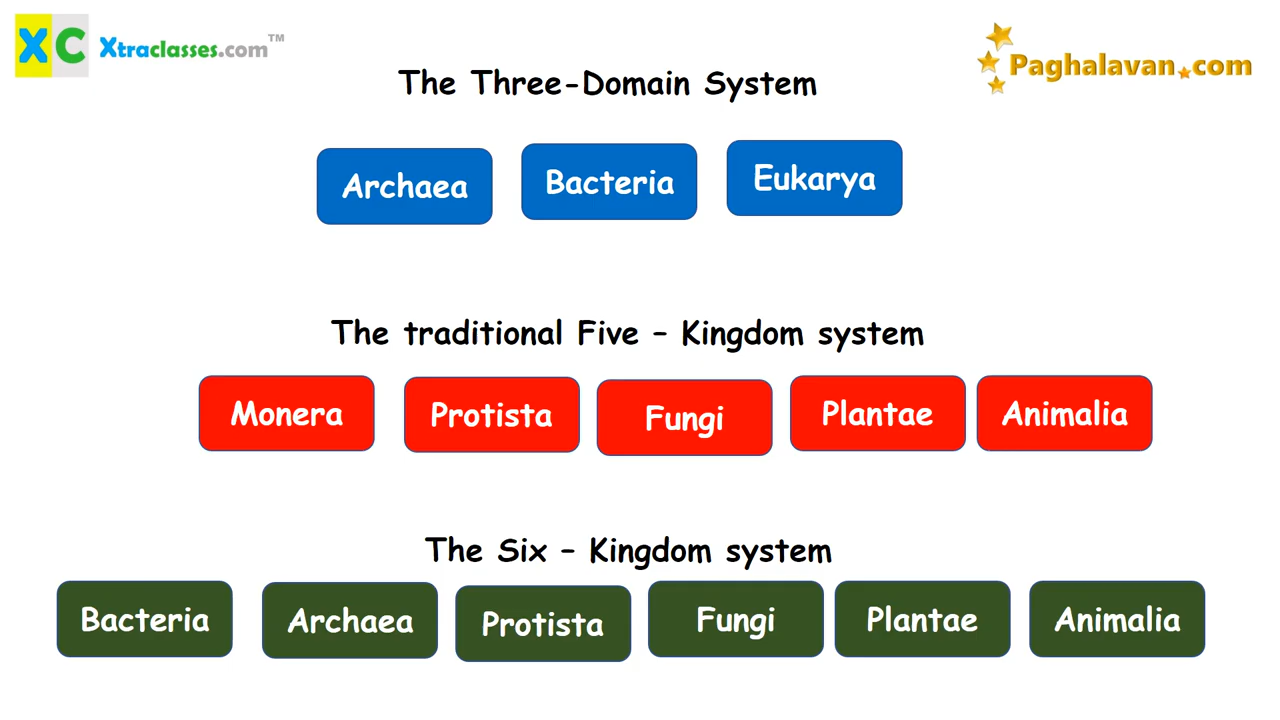 XC Xtraclasses.com™
Paghalavan.com
The Three-Domain System
Archaea Bacteria Eukarya
The traditional Five – Kingdom system
Monera Protista Fungi Plantae Animalia
The Six – Kingdom system
Bacteria Archaea Protista Fungi Plantae Animalia